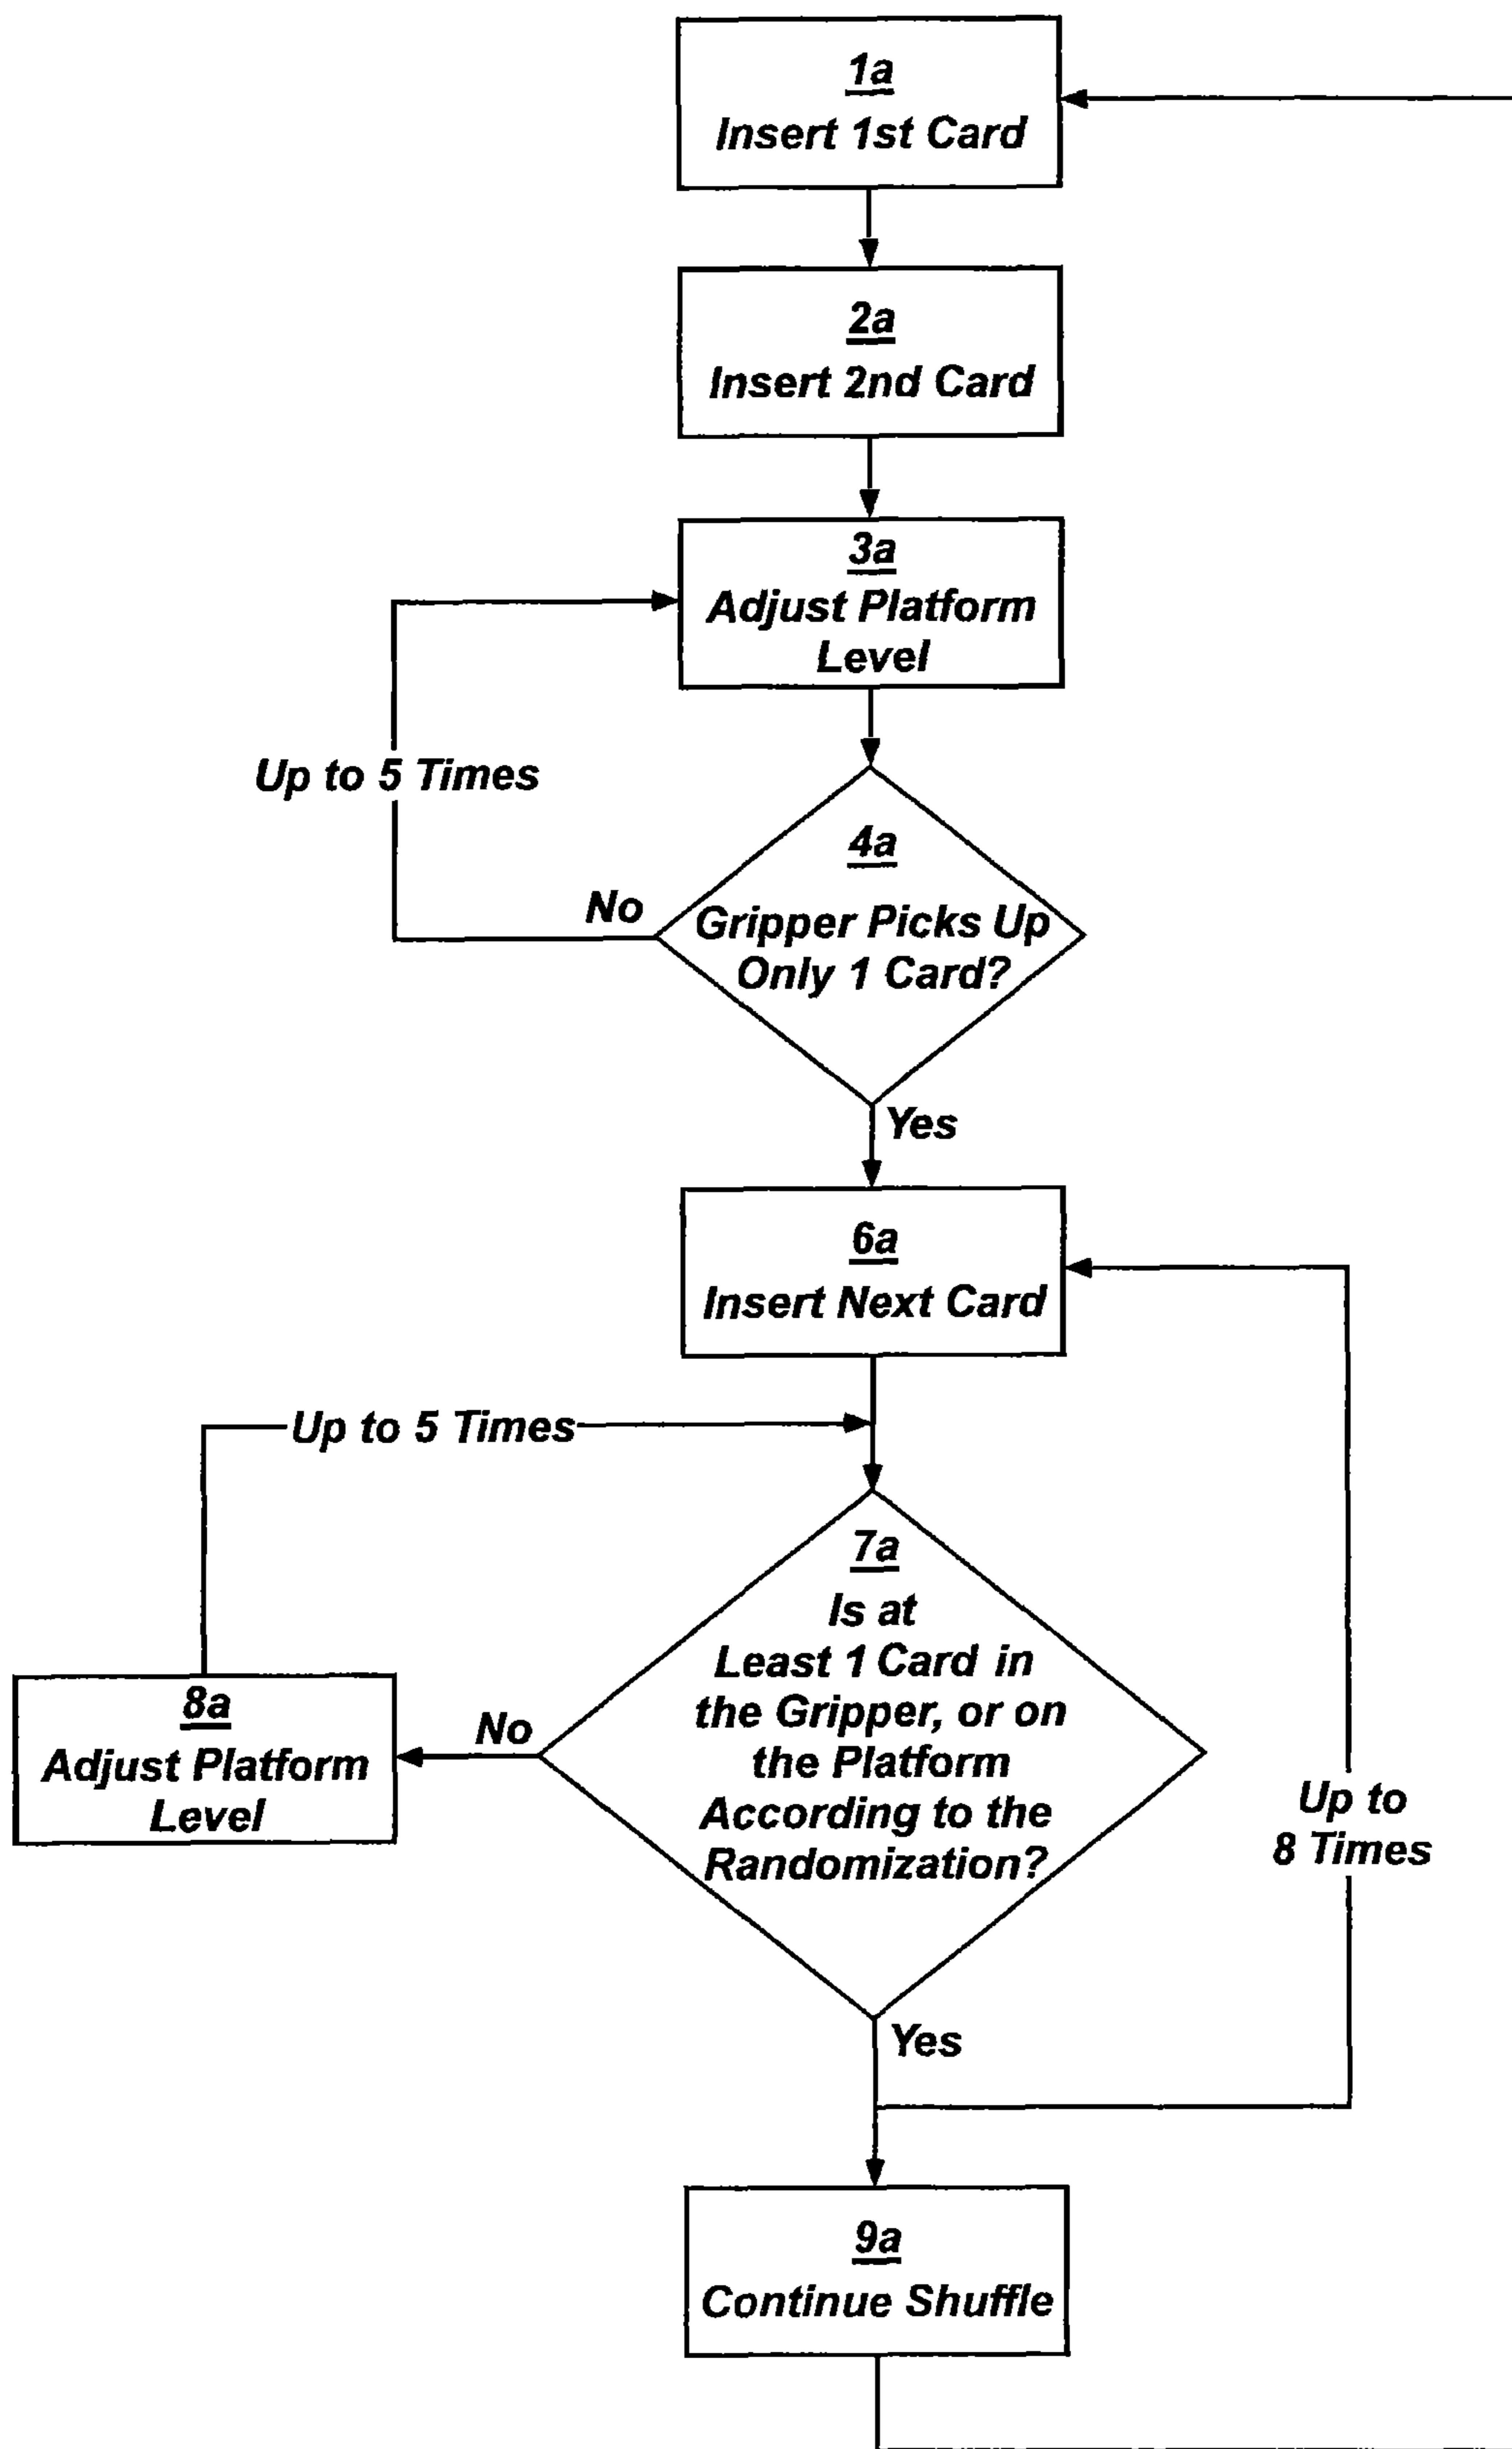 1a
Insert 1st Card
2a
Insert 2nd Card
3a
Adjust Platform
Level
Up to 5 Times
4a
Gripper Picks Up
Only 1 Card?
No
Yes
6a
Insert Next Card
Up to 5 Times
7a
Is at
Least 1 Card in
the Gripper, or on
the Platform
According to the
Randomization?
No
8a
Adjust Platform
Level
Up to
8 Times
Yes
9a
Continue Shuffle